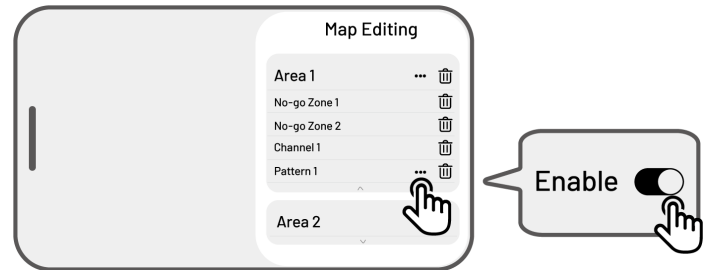 Map Editing
Area 1
No-go Zone 1
No-go Zone 2
Channel 1
Pattern 1
Area 2
Enable